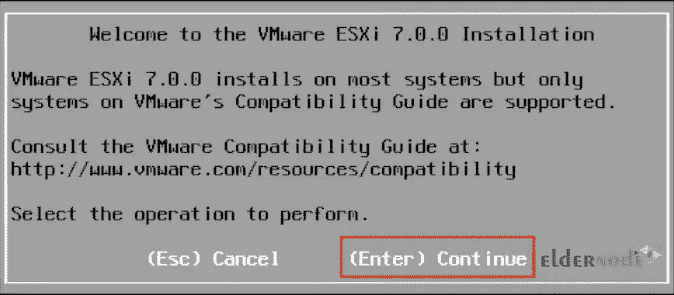 Welcome to the VMware ESXi 7.0.0 Installation
VMware ESXi 7.0.0 installs on most systems but only
systems on VMware's Compatibility Guide are supported.
Consult the VMware Compatibility Guide at:
http://www.vmware.com/resources/compatibility
Select the operation to perform.
(Esc) Cancel (Enter) Continue elderNode